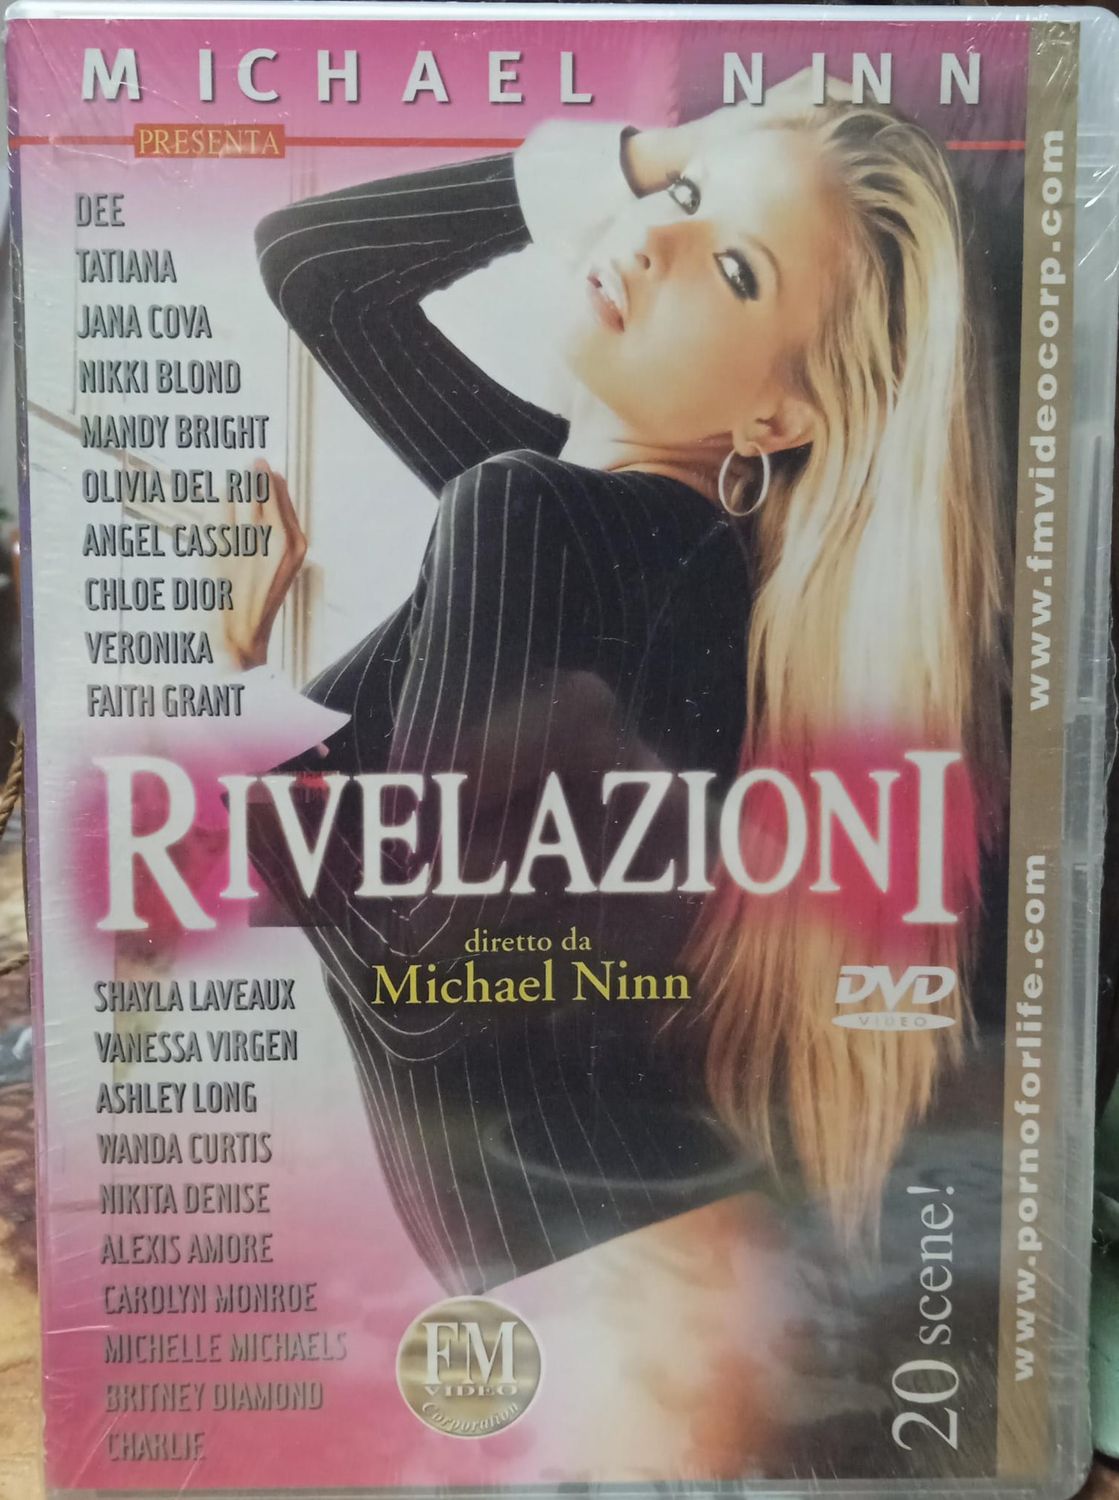 MICHAEL NINN
PRESENTA
DEE
TATIANA
JANA COVA
NIKKI BLOND
MANDY BRIGHT
OLIVIA DEL RIO
ANGEL CASSIDY
CHLOE DIOR
VERONIKA
FAITH GRANT
RIVELAZIONI
diretto da
Michael Ninn
DVD
VIDEO
SHAYLA LAVEAUX
VANESSA VIRGEN
ASHLEY LONG
WANDA CURTIS
NIKITA DENISE
ALEXIS AMORE
CAROLYN MONROE
MICHELLE MICHAELS
BRITNEY DIAMOND
CHARLIE
FM
VIDEO
Corporation
20 scene!
www.fmvideocorp.com
www.pornoforlife.com